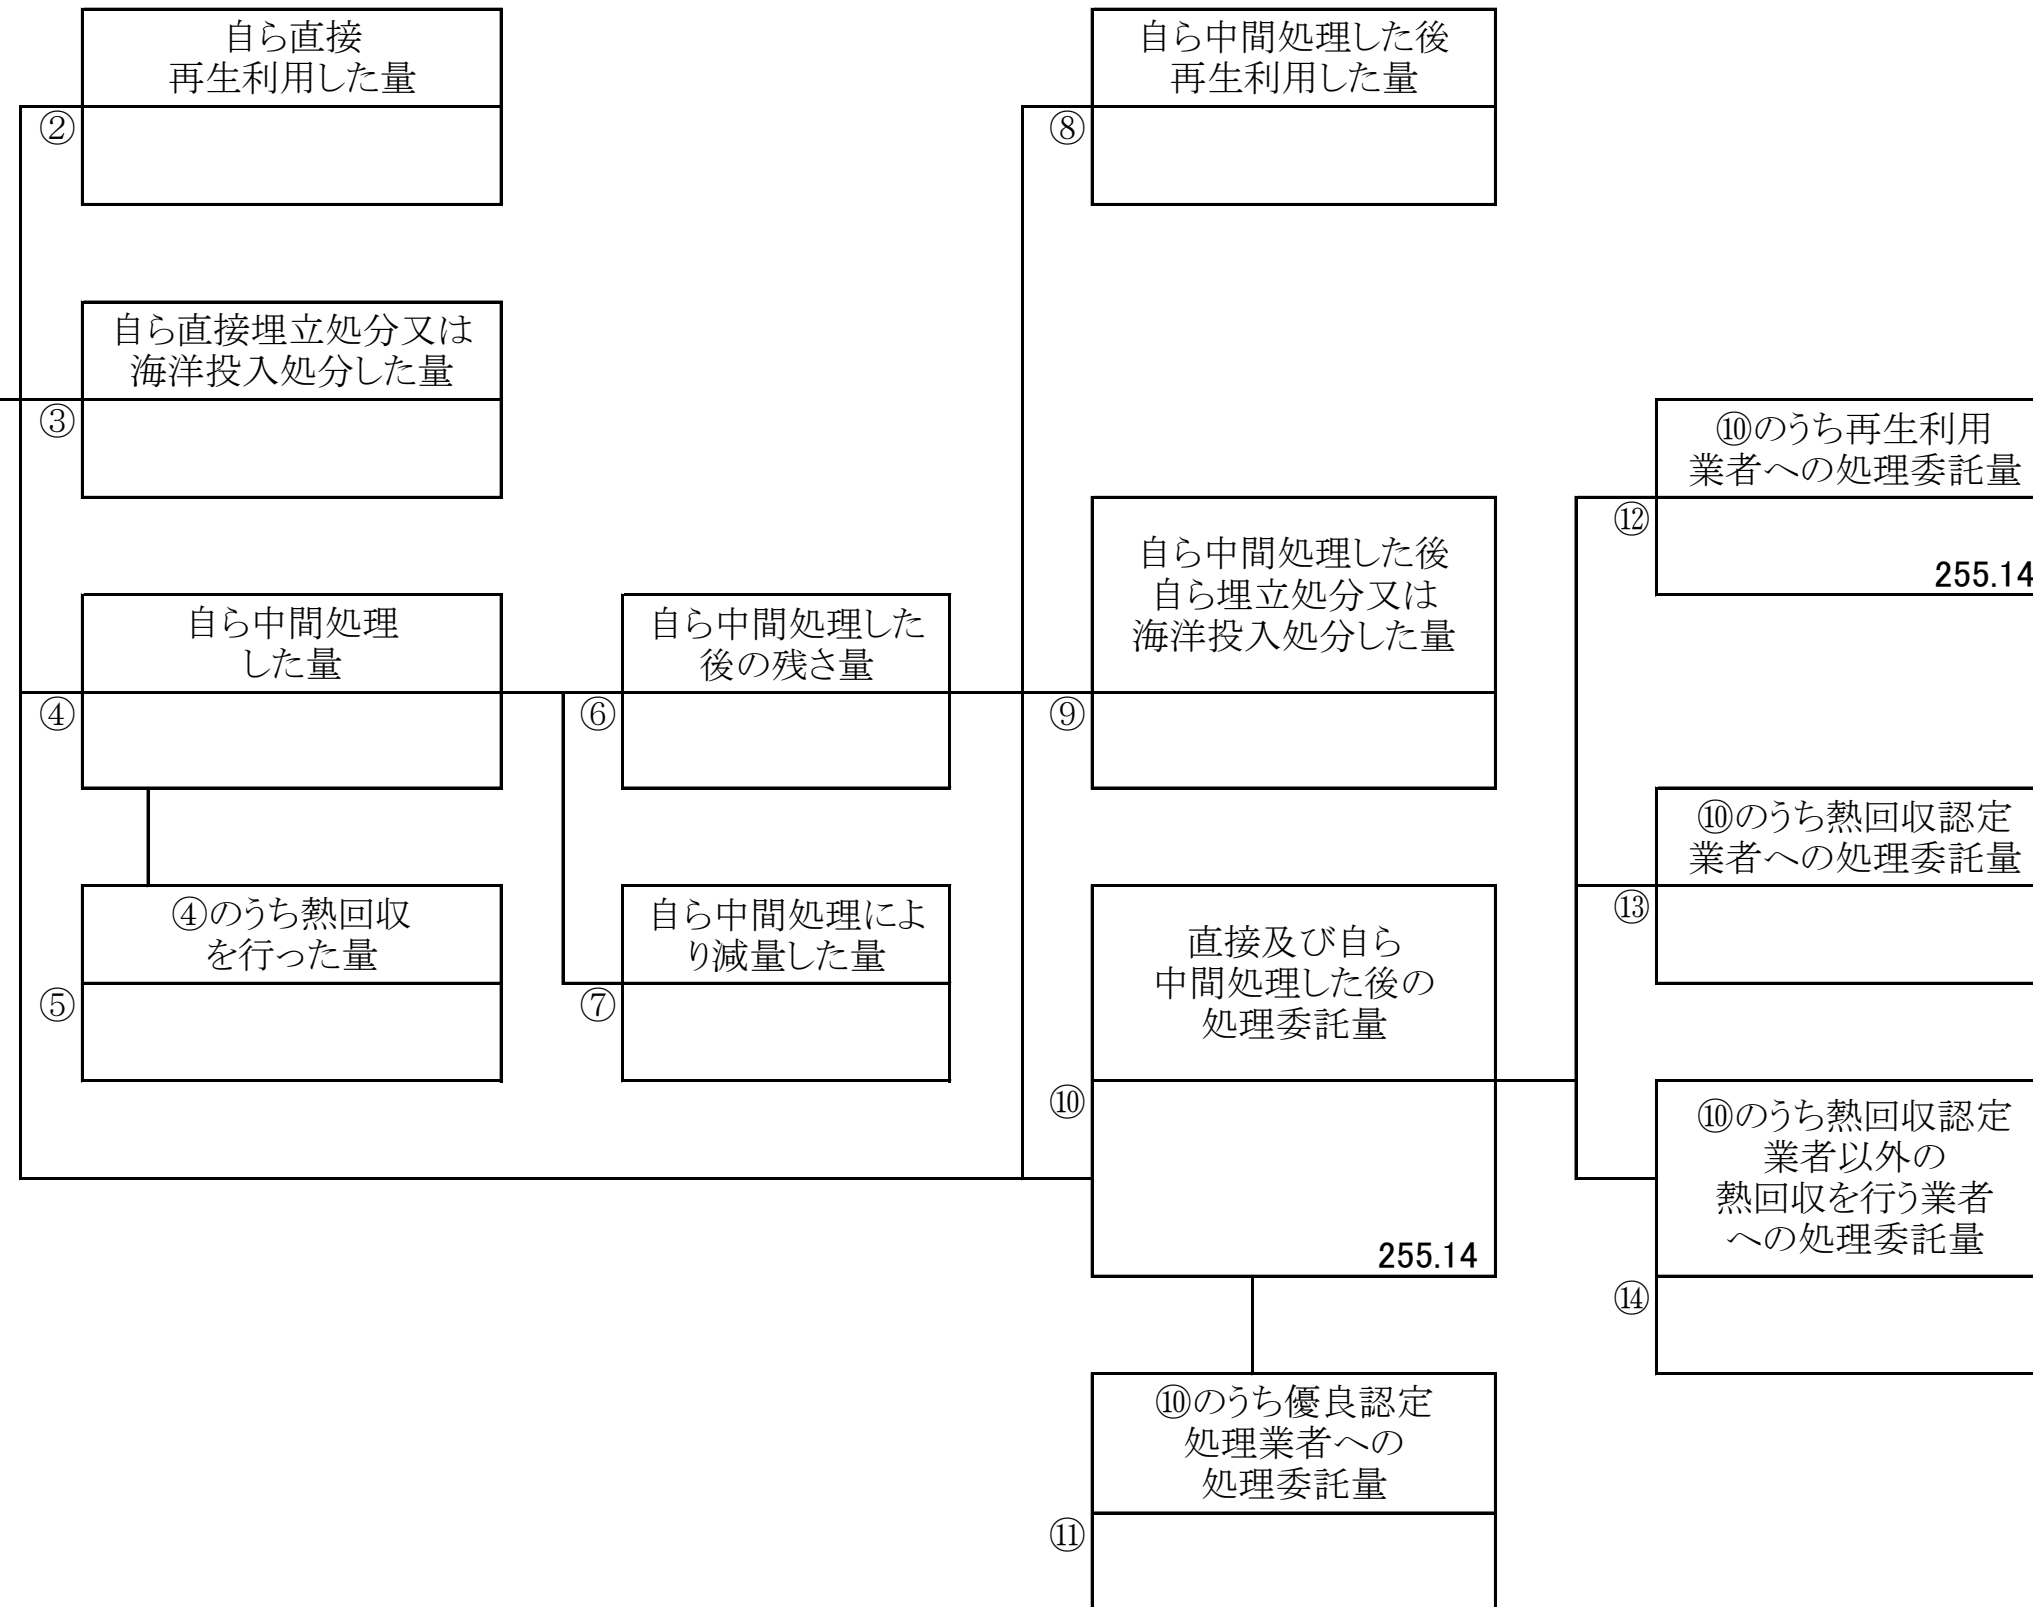 自ら直接
再生利用した量
②
自ら直接埋立処分又は
海洋投入処分した量
③
自ら中間処理
した量
④
④のうち熱回収
を行った量
⑤
自ら中間処理した
後の残さ量
⑥
自ら中間処理によ
り減量した量
⑦
自ら中間処理した後
再生利用した量
⑧
自ら中間処理した後
自ら埋立処分又は
海洋投入処分した量
⑨
直接及び自ら
中間処理した後の
処理委託量
⑩
255.14
⑩のうち優良認定
処理業者への
処理委託量
⑪
⑩のうち再生利用
業者への処理委託量
⑫
255.14
⑩のうち熱回収認定
業者への処理委託量
⑬
⑩のうち熱回収認定
業者以外の
熱回収を行う業者
への処理委託量
⑭